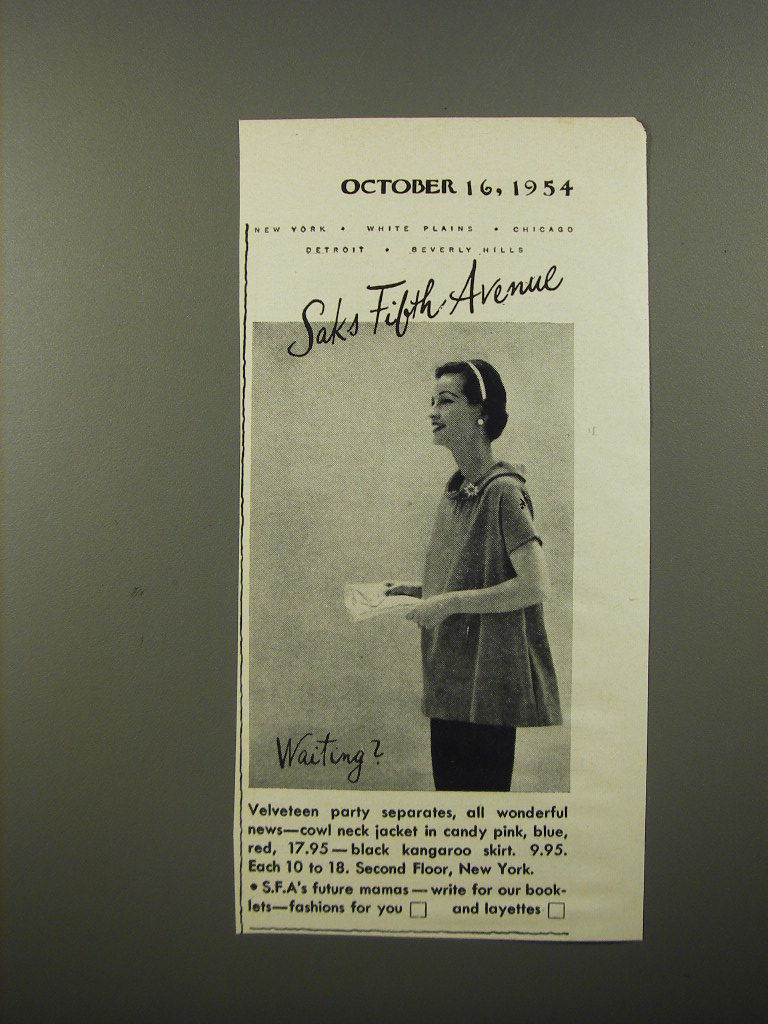 OCTOBER 16, 1954
NEW YORK • WHITE PLAINS • CHICAGO
DETROIT • BEVERLY HILLS
Saks Fifth Avenue
Waiting?
Velveteen party separates, all wonderful
news—cowl neck jacket in candy pink, blue,
red, 17.95—black kangaroo skirt. 9.95.
Each 10 to 18. Second Floor, New York.
• S.F.A's future mamas—write for our book-
lets—fashions for you □ and layettes □